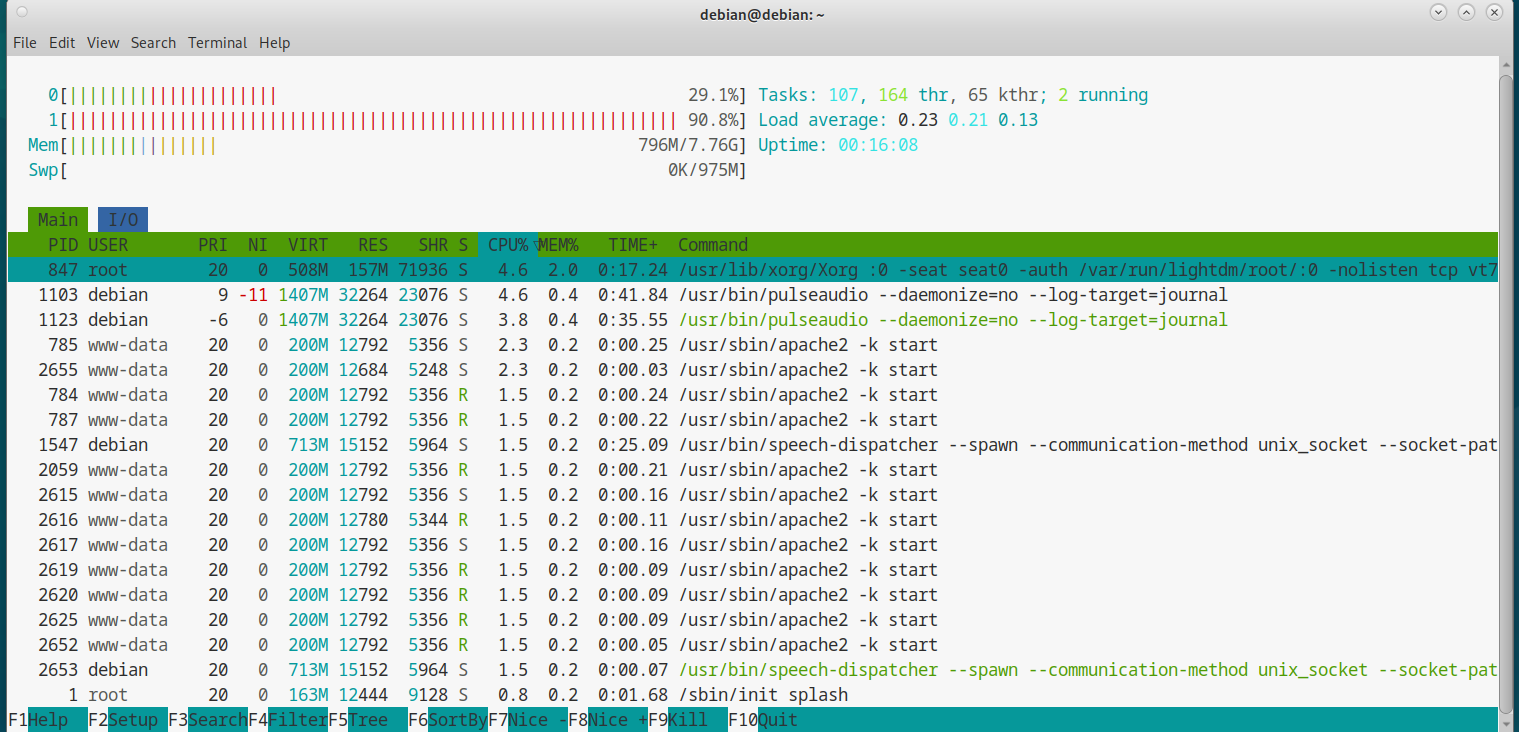 debian@debian: ~
File Edit View Search Terminal Help
0[||||||||||||||||||||| 29.1%] Tasks: 107, 164 thr, 65 kthr; 2 running
1[||||||||||||||||||||||||||||||||||||||||||||||||||||||||||||| 90.8%] Load average: 0.23 0.21 0.13
Mem[||||||||||||||| 796M/7.76G] Uptime: 00:16:08
Swp[ 0K/975M]
Main I/O
PID USER PRI NI VIRT RES SHR S CPU%▽MEM% TIME+ Command
847 root 20 0 508M 157M 71936 S 4.6 2.0 0:17.24 /usr/lib/xorg/Xorg :0 -seat seat0 -auth /var/run/lightdm/root/:0 -nolisten tcp vt7
1103 debian 9 -11 1407M 32264 23076 S 4.6 0.4 0:41.84 /usr/bin/pulseaudio --daemonize=no --log-target=journal
1123 debian -6 0 1407M 32264 23076 S 3.8 0.4 0:35.55 /usr/bin/pulseaudio --daemonize=no --log-target=journal
785 www-data 20 0 200M 12792 5356 S 2.3 0.2 0:00.25 /usr/sbin/apache2 -k start
2655 www-data 20 0 200M 12684 5248 S 2.3 0.2 0:00.03 /usr/sbin/apache2 -k start
784 www-data 20 0 200M 12792 5356 R 1.5 0.2 0:00.24 /usr/sbin/apache2 -k start
787 www-data 20 0 200M 12792 5356 R 1.5 0.2 0:00.22 /usr/sbin/apache2 -k start
1547 debian 20 0 713M 15152 5964 S 1.5 0.2 0:25.09 /usr/bin/speech-dispatcher --spawn --communication-method unix_socket --socket-pat
2059 www-data 20 0 200M 12792 5356 R 1.5 0.2 0:00.21 /usr/sbin/apache2 -k start
2615 www-data 20 0 200M 12792 5356 S 1.5 0.2 0:00.16 /usr/sbin/apache2 -k start
2616 www-data 20 0 200M 12780 5344 R 1.5 0.2 0:00.11 /usr/sbin/apache2 -k start
2617 www-data 20 0 200M 12792 5356 S 1.5 0.2 0:00.16 /usr/sbin/apache2 -k start
2619 www-data 20 0 200M 12792 5356 R 1.5 0.2 0:00.09 /usr/sbin/apache2 -k start
2620 www-data 20 0 200M 12792 5356 R 1.5 0.2 0:00.09 /usr/sbin/apache2 -k start
2625 www-data 20 0 200M 12792 5356 R 1.5 0.2 0:00.09 /usr/sbin/apache2 -k start
2652 www-data 20 0 200M 12792 5356 R 1.5 0.2 0:00.05 /usr/sbin/apache2 -k start
2653 debian 20 0 713M 15152 5964 S 1.5 0.2 0:00.07 /usr/bin/speech-dispatcher --spawn --communication-method unix_socket --socket-pat
1 root 20 0 163M 12444 9128 S 0.8 0.2 0:01.68 /sbin/init splash
F1Help F2Setup F3SearchF4FilterF5Tree F6SortByF7Nice -F8Nice +F9Kill F10Quit